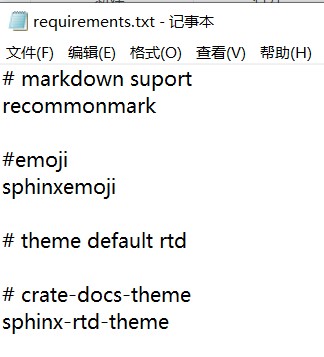 requirements.txt - 记事本
文件(F) 编辑(E) 格式(O) 查看(V) 帮助(H)
# markdown suport
recommonmark
#emoji
sphinxemoji
# theme default rtd
# crate-docs-theme
sphinx-rtd-theme